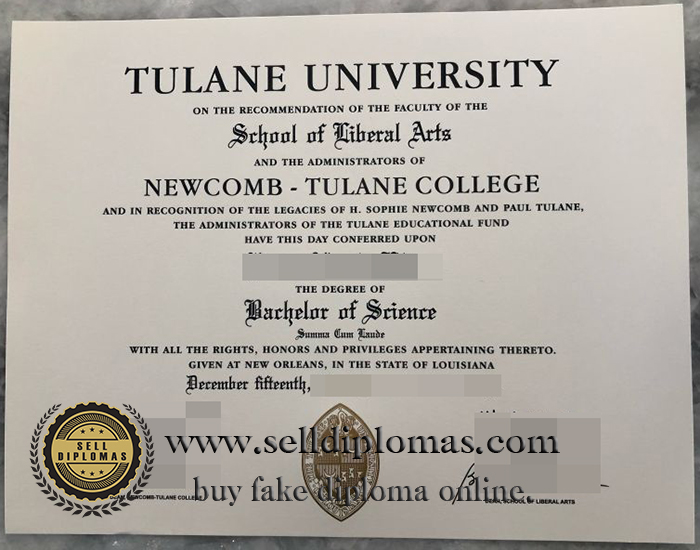 TULANE UNIVERSITY
ON THE RECOMMENDATION OF THE FACULTY OF THE
School of Liberal Arts
AND THE ADMINISTRATORS OF
NEWCOMB - TULANE COLLEGE
AND IN RECOGNITION OF THE LEGACIES OF H. SOPHIE NEWCOMB AND PAUL TULANE,
THE ADMINISTRATORS OF THE TULANE EDUCATIONAL FUND
HAVE THIS DAY CONFERRED UPON
THE DEGREE OF
Bachelor of Science
Summa Cum Laude
WITH ALL THE RIGHTS, HONORS AND PRIVILEGES APPERTAINING THERETO.
GIVEN AT NEW ORLEANS, IN THE STATE OF LOUISIANA
December fifteenth,
SELL
DIPLOMAS
www.selldiplomas.com
buy fake diploma online
NEWCOMB-TULANE COLLEGE
SCHOOL OF LIBERAL ARTS